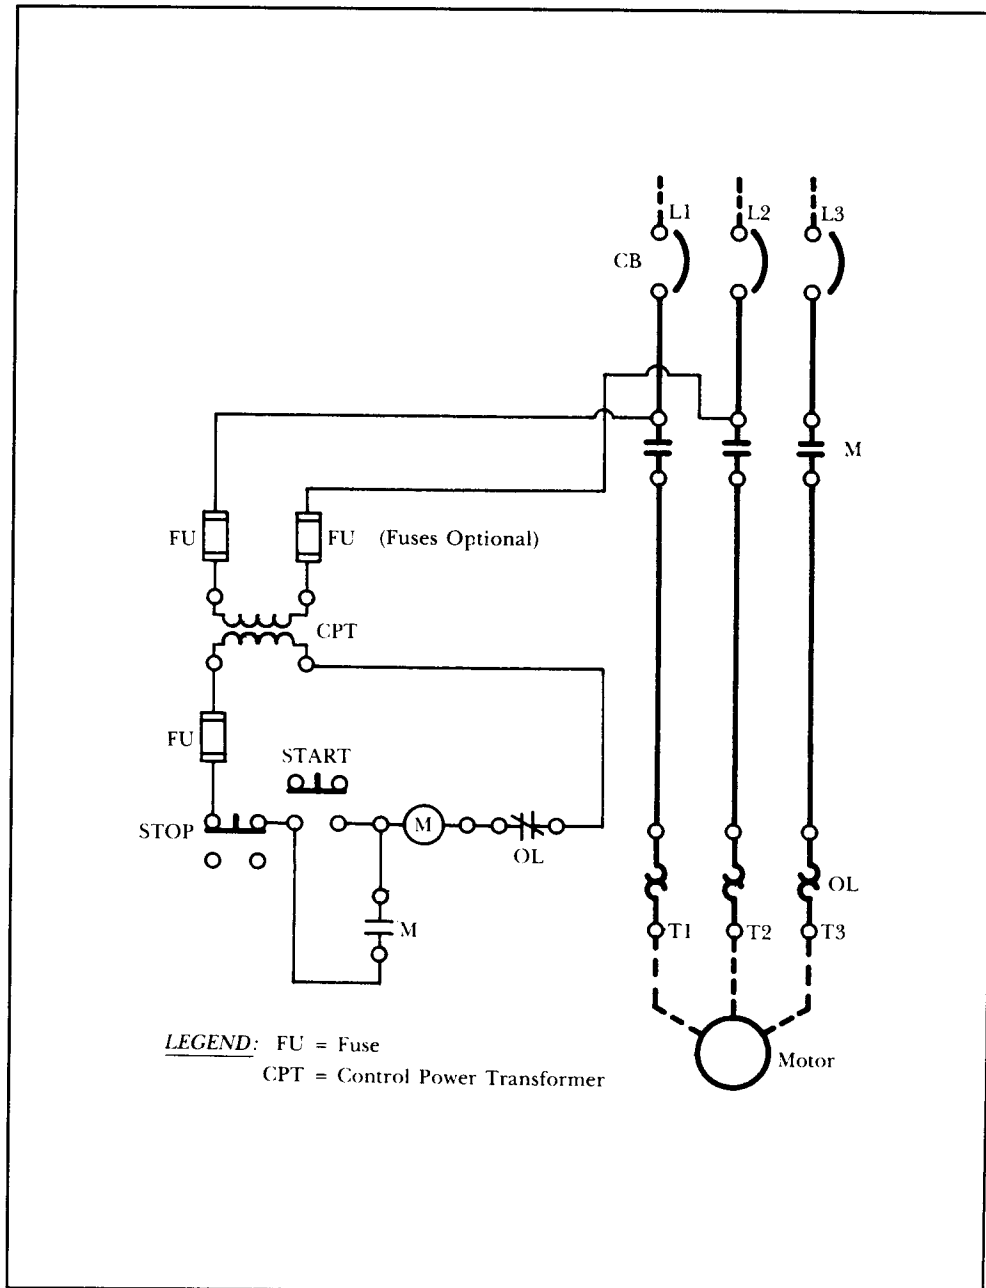 L1 L2 L3
CB
M
FU FU (Fuses Optional)
CPT
FU
START
STOP M
OL
OL
M T1 T2 T3
LEGEND: FU = Fuse
Motor
CPT = Control Power Transformer